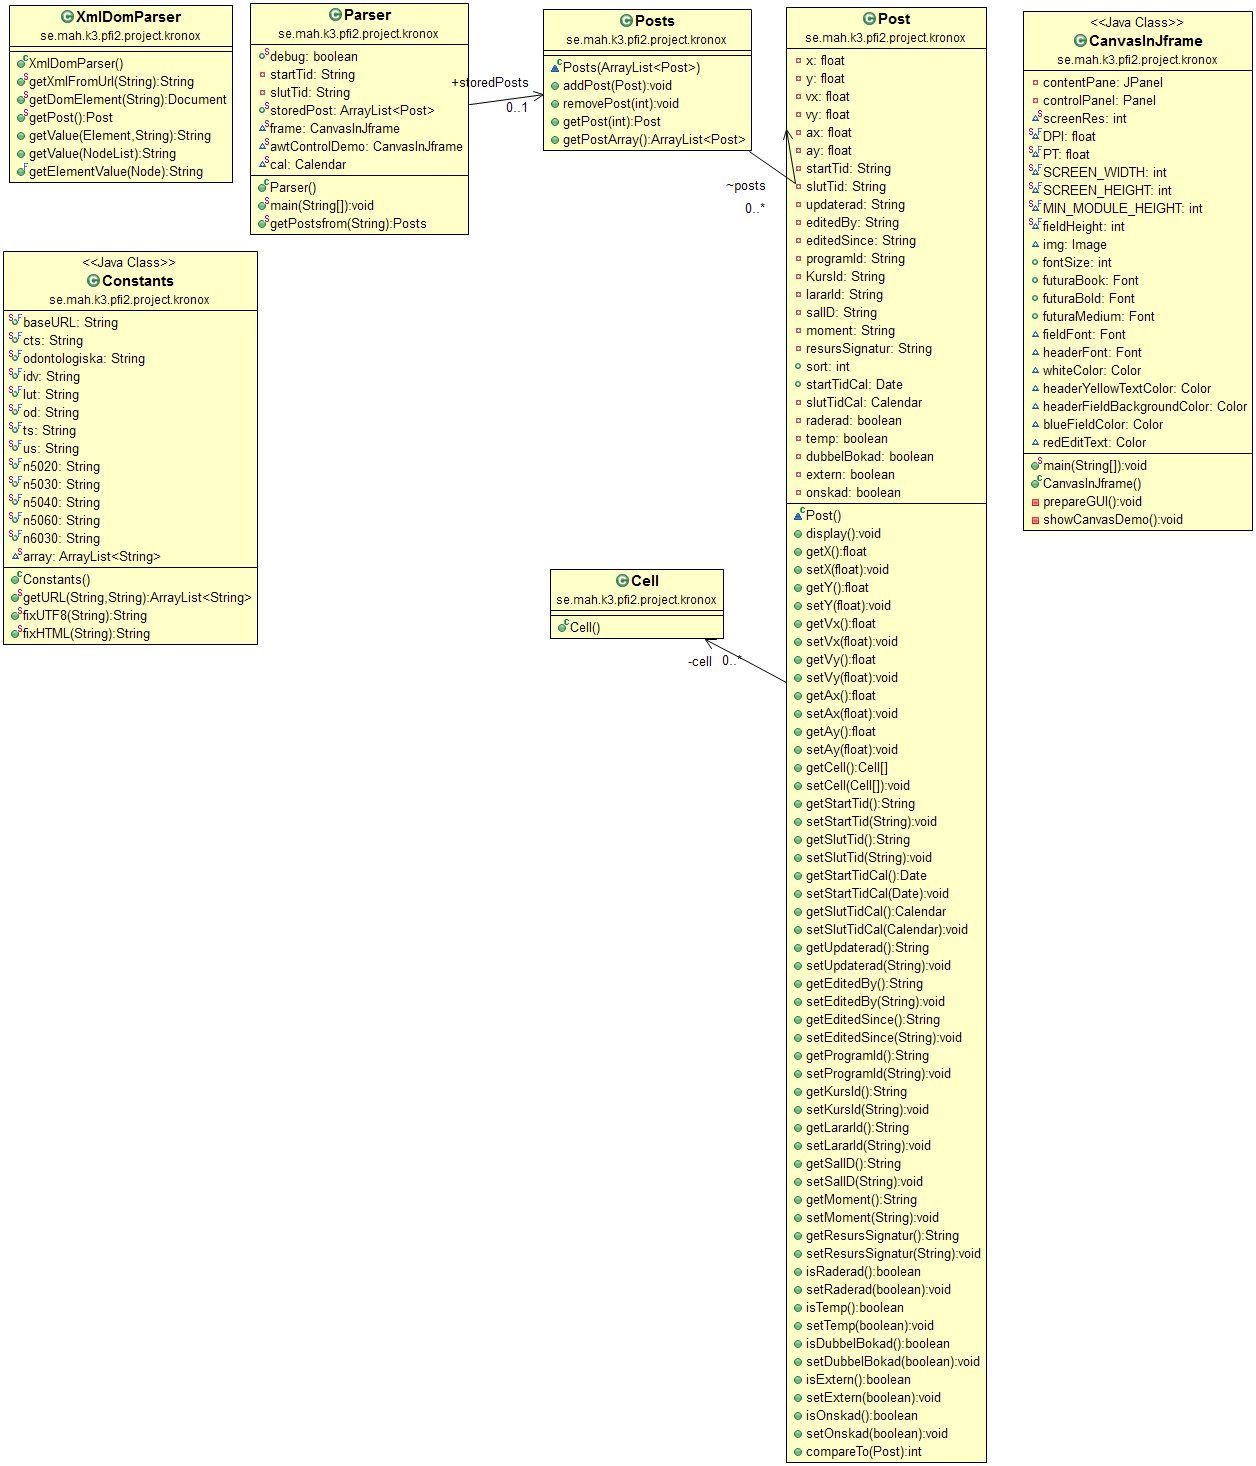 XmlDomParser
se.mah.k3.pfi2.project.kronox
XmlDomParser()
getXmlFromUrl(String):String
getDomElement(String):Document
getPost():Post
getValue(Element,String):String
getValue(NodeList):String
getElementValue(Node):String
Parser
se.mah.k3.pfi2.project.kronox
debug: boolean
startTid: String
slutTid: String
storedPost: ArrayList<Post>
frame: CanvasInJframe
awtControlDemo: CanvasInJframe
cal: Calendar
Parser()
main(String[]):void
getPostsfrom(String):Posts
+storedPosts
0..1
Posts
se.mah.k3.pfi2.project.kronox
Posts(ArrayList<Post>)
addPost(Post):void
removePost(int):void
getPost(int):Post
getPostArray():ArrayList<Post>
~posts
0..*
Post
se.mah.k3.pfi2.project.kronox
x: float
y: float
vx: float
vy: float
ax: float
ay: float
startTid: String
slutTid: String
updaterad: String
editedBy: String
editedSince: String
programId: String
KursId: String
lararId: String
salID: String
moment: String
resursSignatur: String
sort: int
startTidCal: Date
slutTidCal: Calendar
raderad: boolean
temp: boolean
dubbelBokad: boolean
extern: boolean
onskad: boolean
Post()
display():void
getX():float
setX(float):void
getY():float
setY(float):void
getVx():float
setVx(float):void
getVy():float
setVy(float):void
getAx():float
setAx(float):void
getAy():float
setAy(float):void
getCell():Cell[]
setCell(Cell[]):void
getStartTid():String
setStartTid(String):void
getSlutTid():String
setSlutTid(String):void
getStartTidCal():Date
setStartTidCal(Date):void
getSlutTidCal():Calendar
setSlutTidCal(Calendar):void
getUpdaterad():String
setUpdaterad(String):void
getEditedBy():String
setEditedBy(String):void
getEditedSince():String
setEditedSince(String):void
getProgramId():String
setProgramId(String):void
getKursId():String
setKursId(String):void
getLararId():String
setLararId(String):void
getSalID():String
setSalID(String):void
getMoment():String
setMoment(String):void
getResursSignatur():String
setResursSignatur(String):void
isRaderad():boolean
setRaderad(boolean):void
isTemp():boolean
setTemp(boolean):void
isDubbelBokad():boolean
setDubbelBokad(boolean):void
isExtern():boolean
setExtern(boolean):void
isOnskad():boolean
setOnskad(boolean):void
compareTo(Post):int
<<Java Class>>
CanvasInJframe
se.mah.k3.pfi2.project.kronox
contentPane: JPanel
controlPanel: Panel
screenRes: int
DPI: float
PT: float
SCREEN_WIDTH: int
SCREEN_HEIGHT: int
MIN_MODULE_HEIGHT: int
fieldHeight: int
img: Image
fontSize: int
futuraBook: Font
futuraBold: Font
futuraMedium: Font
fieldFont: Font
headerFont: Font
whiteColor: Color
headerYellowTextColor: Color
headerFieldBackgroundColor: Color
blueFieldColor: Color
redEditText: Color
main(String[]):void
CanvasInJframe()
prepareGUI():void
showCanvasDemo():void
<<Java Class>>
Constants
se.mah.k3.pfi2.project.kronox
baseURL: String
cts: String
odontologiska: String
idv: String
lut: String
od: String
ts: String
us: String
n5020: String
n5030: String
n5040: String
n5060: String
n6030: String
array: ArrayList<String>
Constants()
getURL(String,String):ArrayList<String>
fixUTF8(String):String
fixHTML(String):String
Cell
se.mah.k3.pfi2.project.kronox
Cell()
-cell
0..*